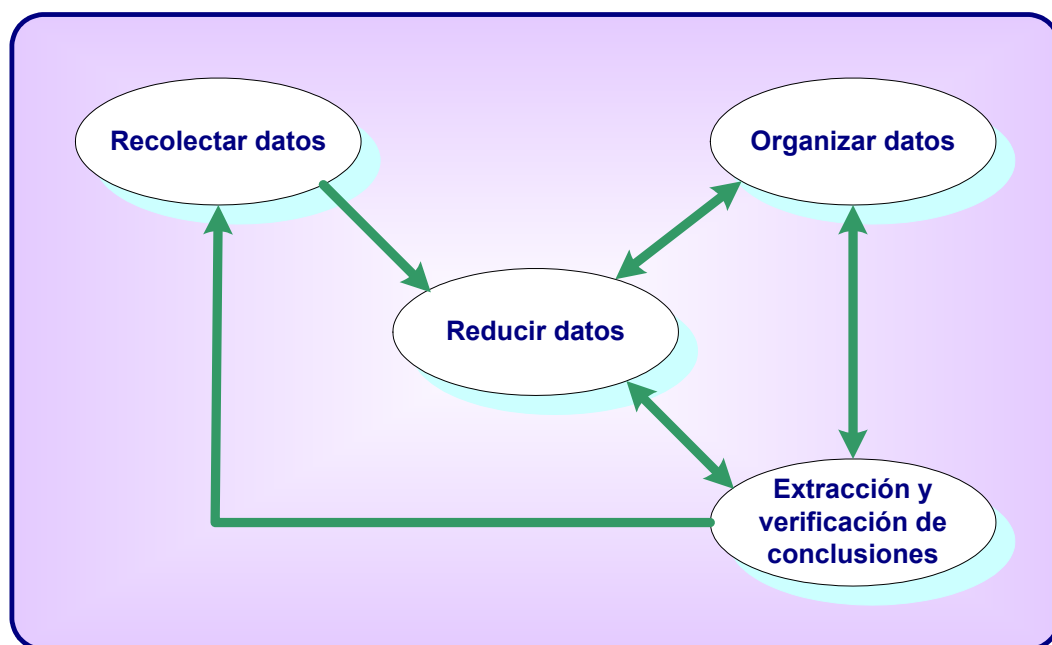 Recolectar datos
Organizar datos
Reducir datos
Extracción y
verificación de
conclusiones